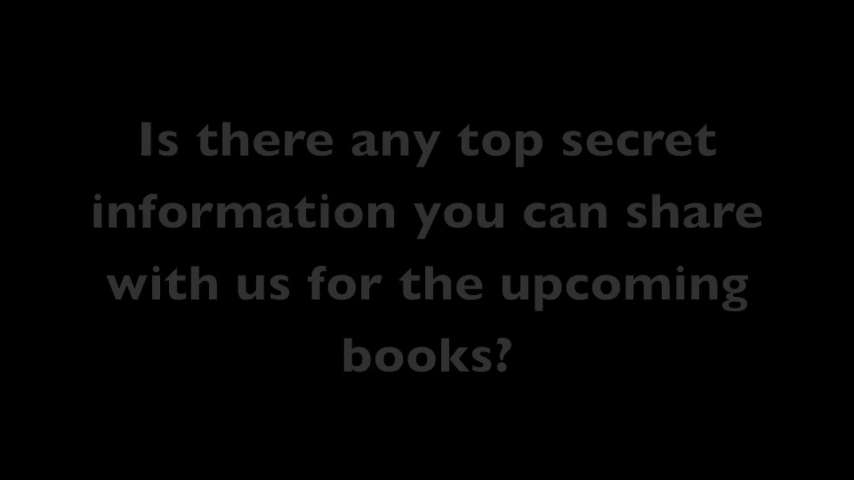 Is there any top secret
information you can share
with us for the upcoming
books?